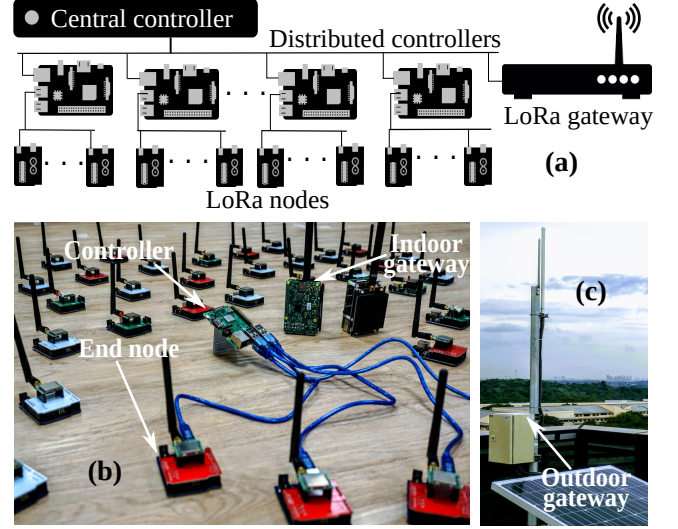 Central controller
Distributed controllers
LoRa gateway
(a)
LoRa nodes
Controller
Indoor
gateway
End node
(b)
(c)
Outdoor
gateway